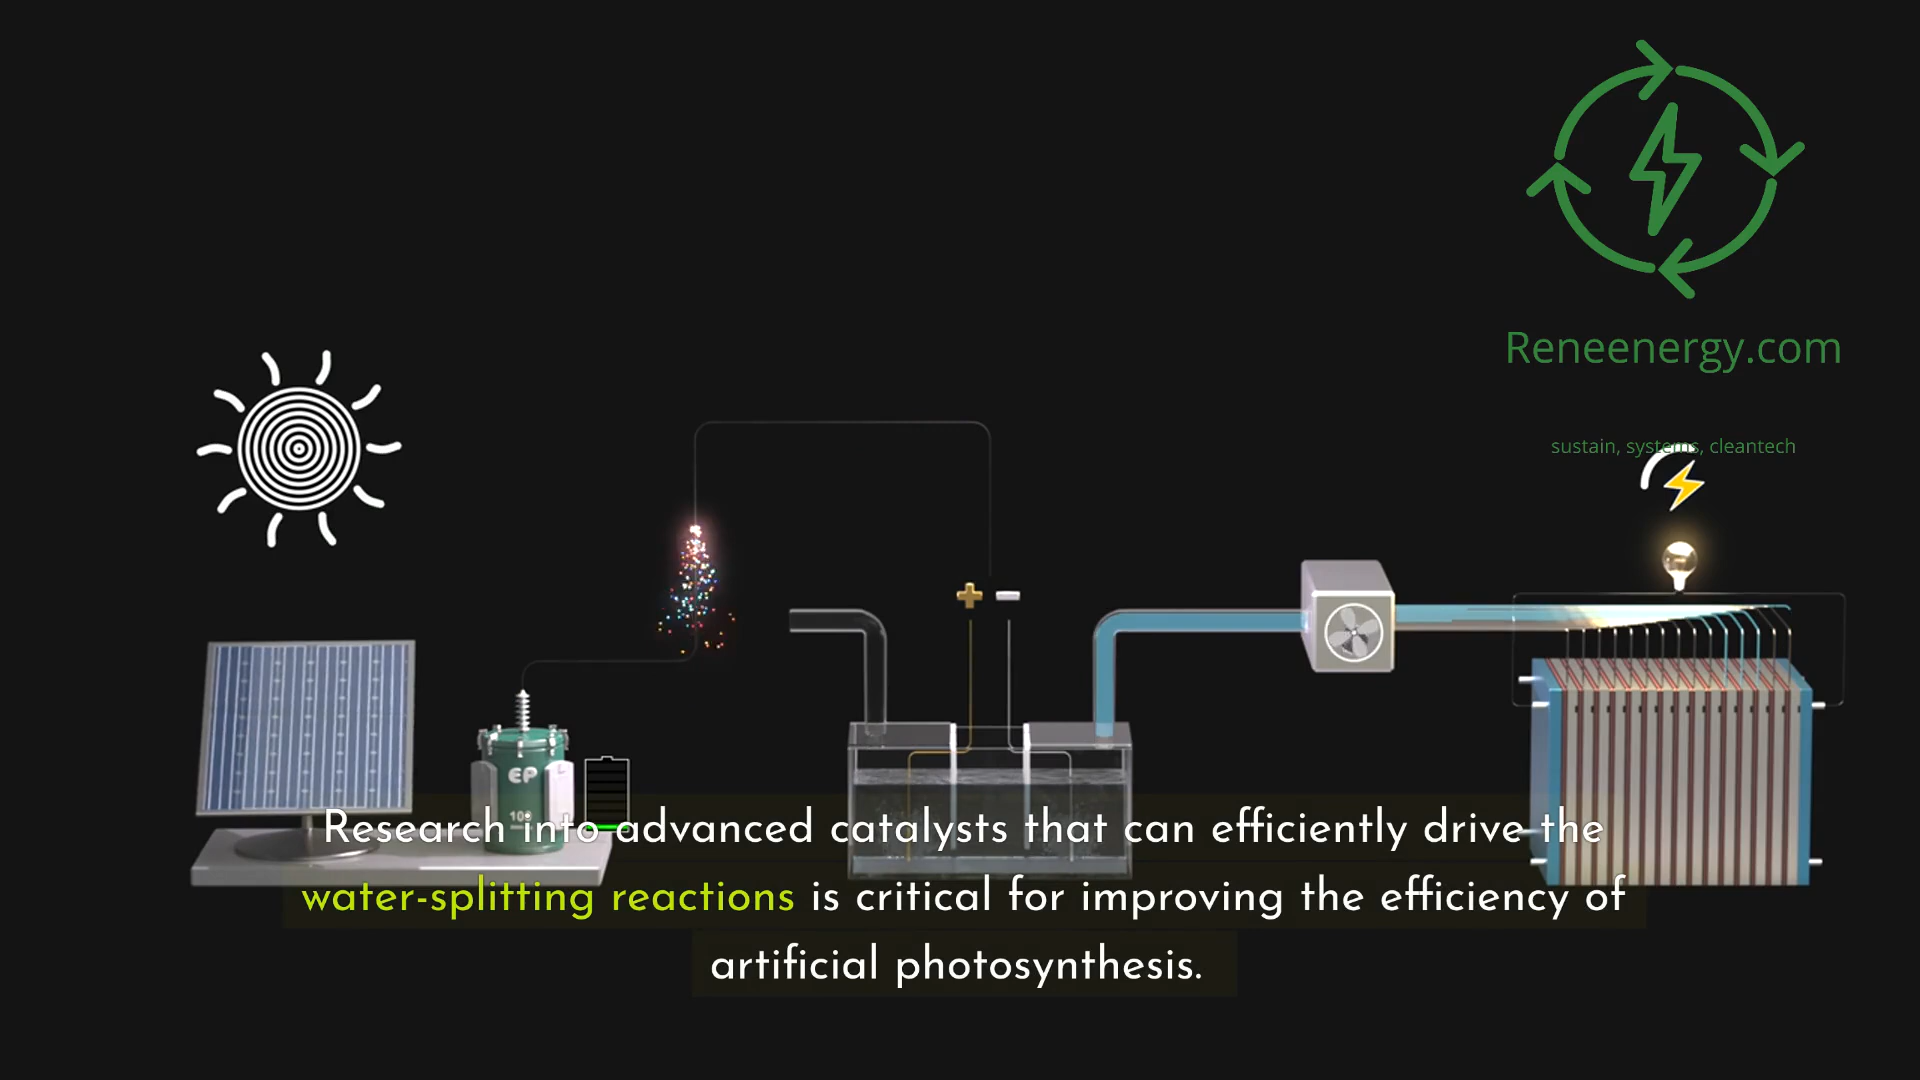 Reneenergy.com
sustain, systems, cleantech
EP
100
Research into advanced catalysts that can efficiently drive the
water-splitting reactions is critical for improving the efficiency of
artificial photosynthesis.